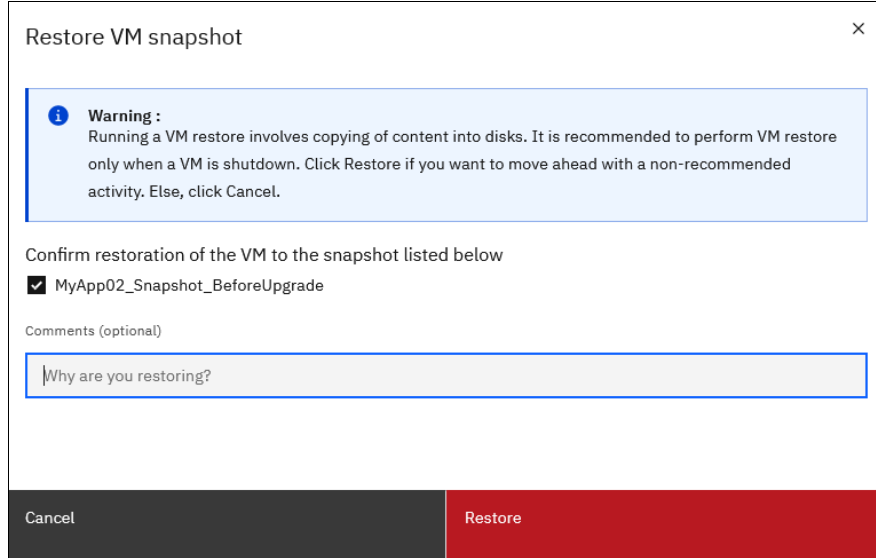 Restore VM snapshot
Warning :
Running a VM restore involves copying of content into disks. It is recommended to perform VM restore
only when a VM is shutdown. Click Restore if you want to move ahead with a non-recommended
activity. Else, click Cancel.
Confirm restoration of the VM to the snapshot listed below
MyApp02_Snapshot_BeforeUpgrade
Comments (optional)
Why are you restoring?
Cancel
Restore